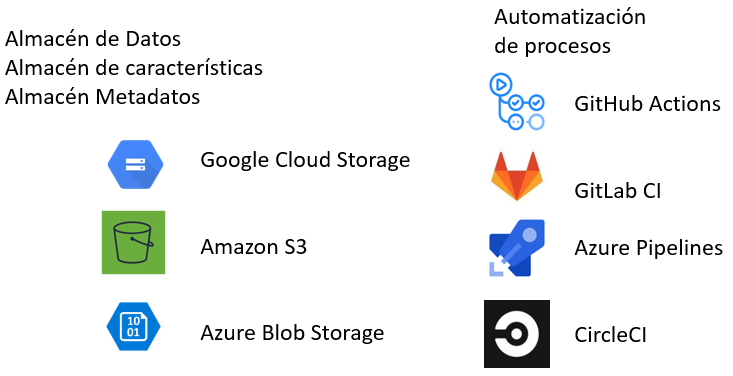 Almacén de Datos
Almacén de características
Almacén Metadatos
Google Cloud Storage
Amazon S3
10
01
Azure Blob Storage
Automatización
de procesos
GitHub Actions
GitLab CI
Azure Pipelines
CircleCI